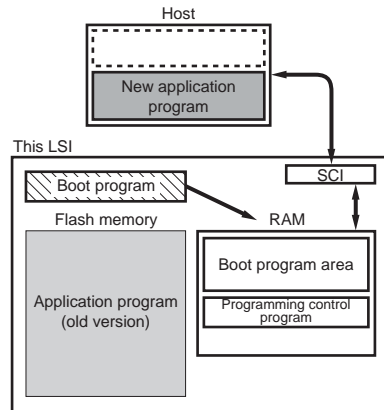 Host
New application
program
This LSI
SCI
Boot program
Flash memory
RAM
Boot program area
Application program
(old version)
Programming control
program